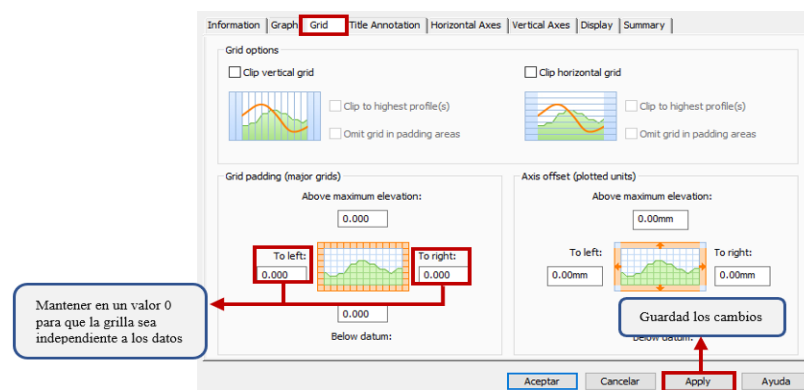 Information Graph Grid Title Annotation Horizontal Axes Vertical Axes Display Summary
Grid options
Clip vertical grid
Clip to highest profile(s)
Omit grid in padding areas
Clip horizontal grid
Clip to highest profile(s)
Omit grid in padding areas
Grid padding (major grids)
Above maximum elevation:
0.000
To left:
0.000
To right:
0.000
0.000
Below datum:
Axis offset (plotted units)
Above maximum elevation:
0.00mm
To left:
0.00mm
To right:
0.00mm
Below datum:
Mantener en un valor 0
para que la grilla sea
independiente a los datos
Guardad los cambios
Aceptar Cancelar Apply Ayuda